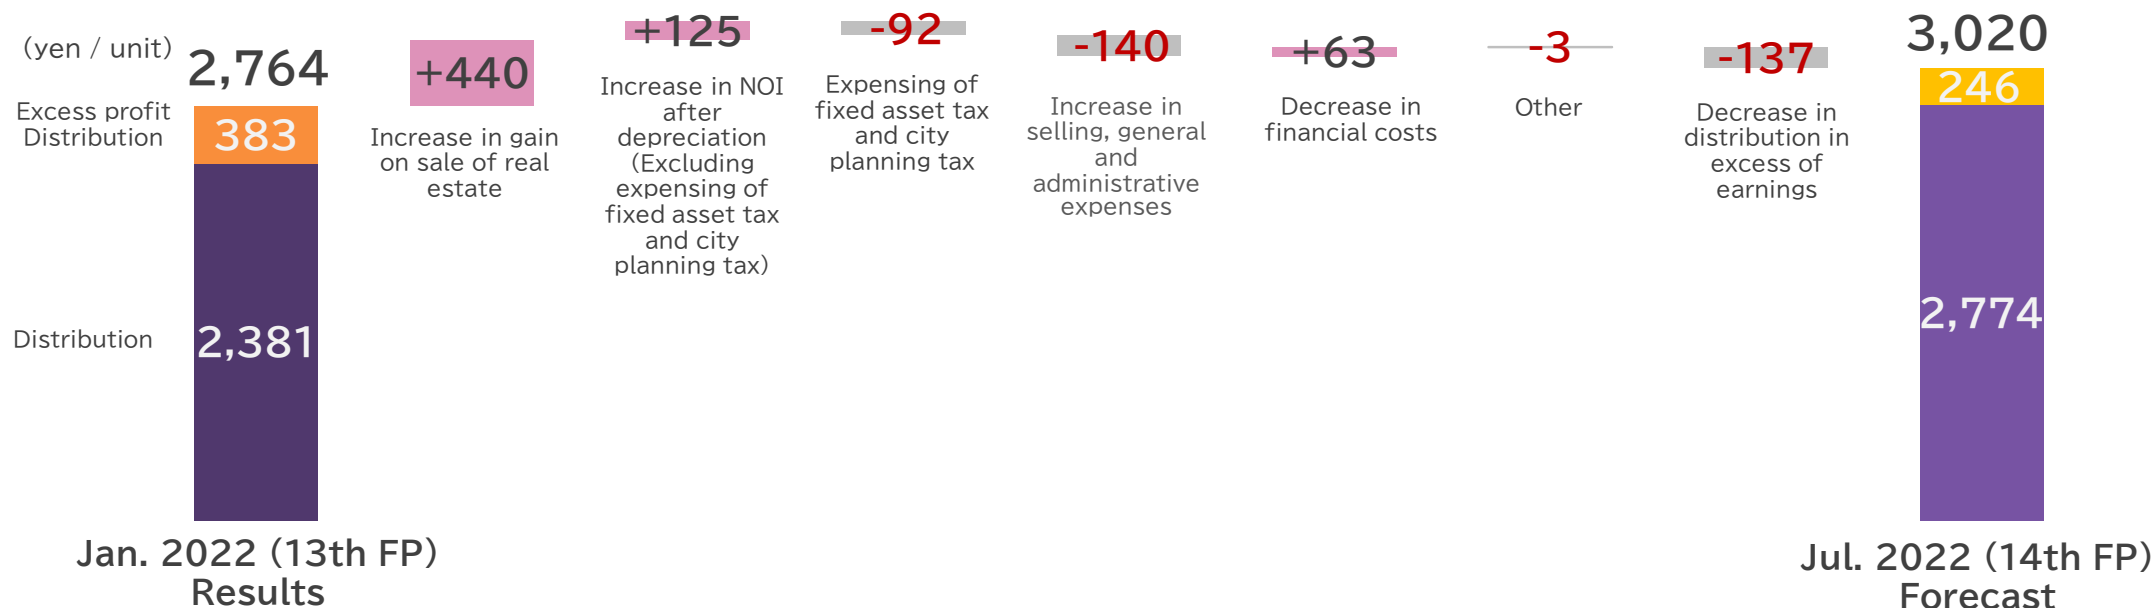 (yen / unit)
2,764
Excess profit
Distribution
383
Distribution
2,381
Jan. 2022 (13th FP)
Results
+440
Increase in gain
on sale of real
estate
+125
Increase in NOI
after
depreciation
(Excluding
expensing of
fixed asset tax
and city
planning tax)
-92
Expensing of
fixed asset tax
and city
planning tax
-140
Increase in
selling, general
and
administrative
expenses
+63
Decrease in
financial costs
-3
Other
-137
Decrease in
distribution in
excess of
earnings
3,020
246
2,774
Jul. 2022 (14th FP)
Forecast